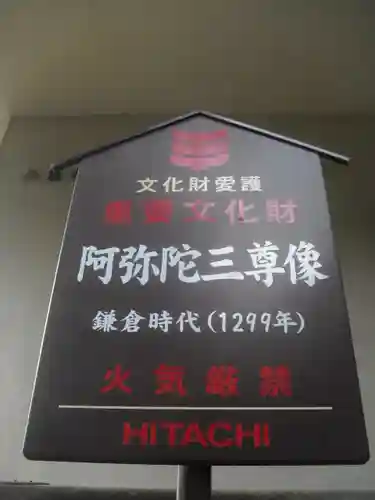 文化財愛護
重要文化財
阿弥陀三尊像
鎌倉時代(1299年)
火気厳禁
HITACHI